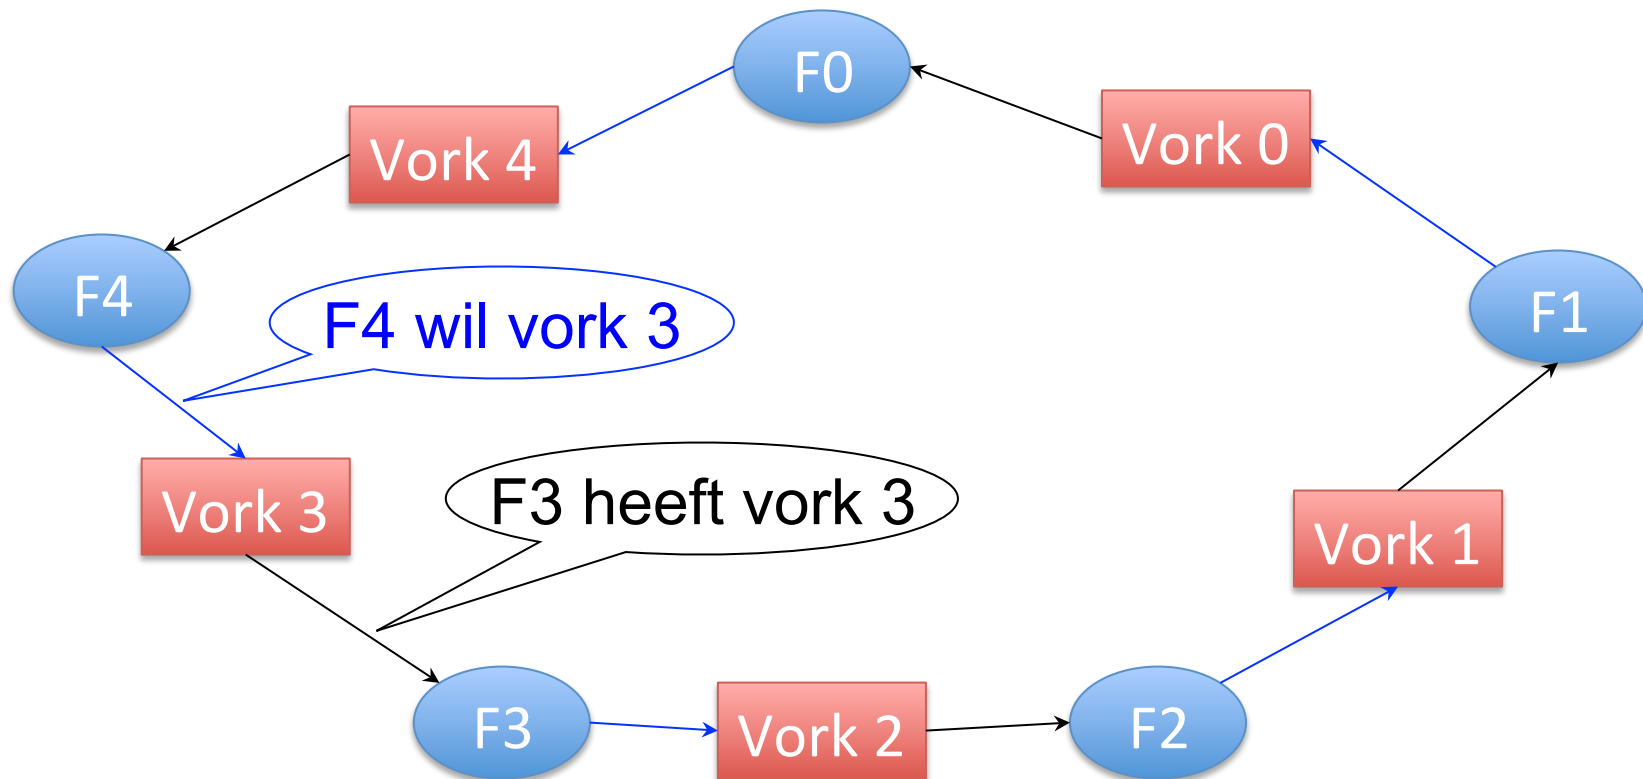 F0
Vork 4
Vork 0
F4
F4 wil vork 3
F1
Vork 3
F3 heeft vork 3
Vork 1
F3
Vork 2
F2